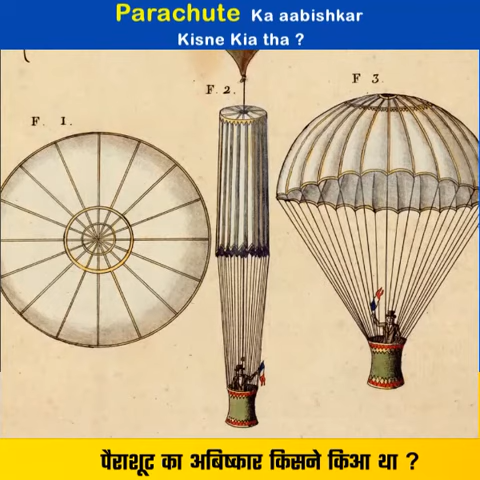 Parachute Ka aabishkar
Kisne Kia tha ?
F. 1.
F. 2.
F 3.
पैराशूट का अबिष्कार किसने किआ था ?